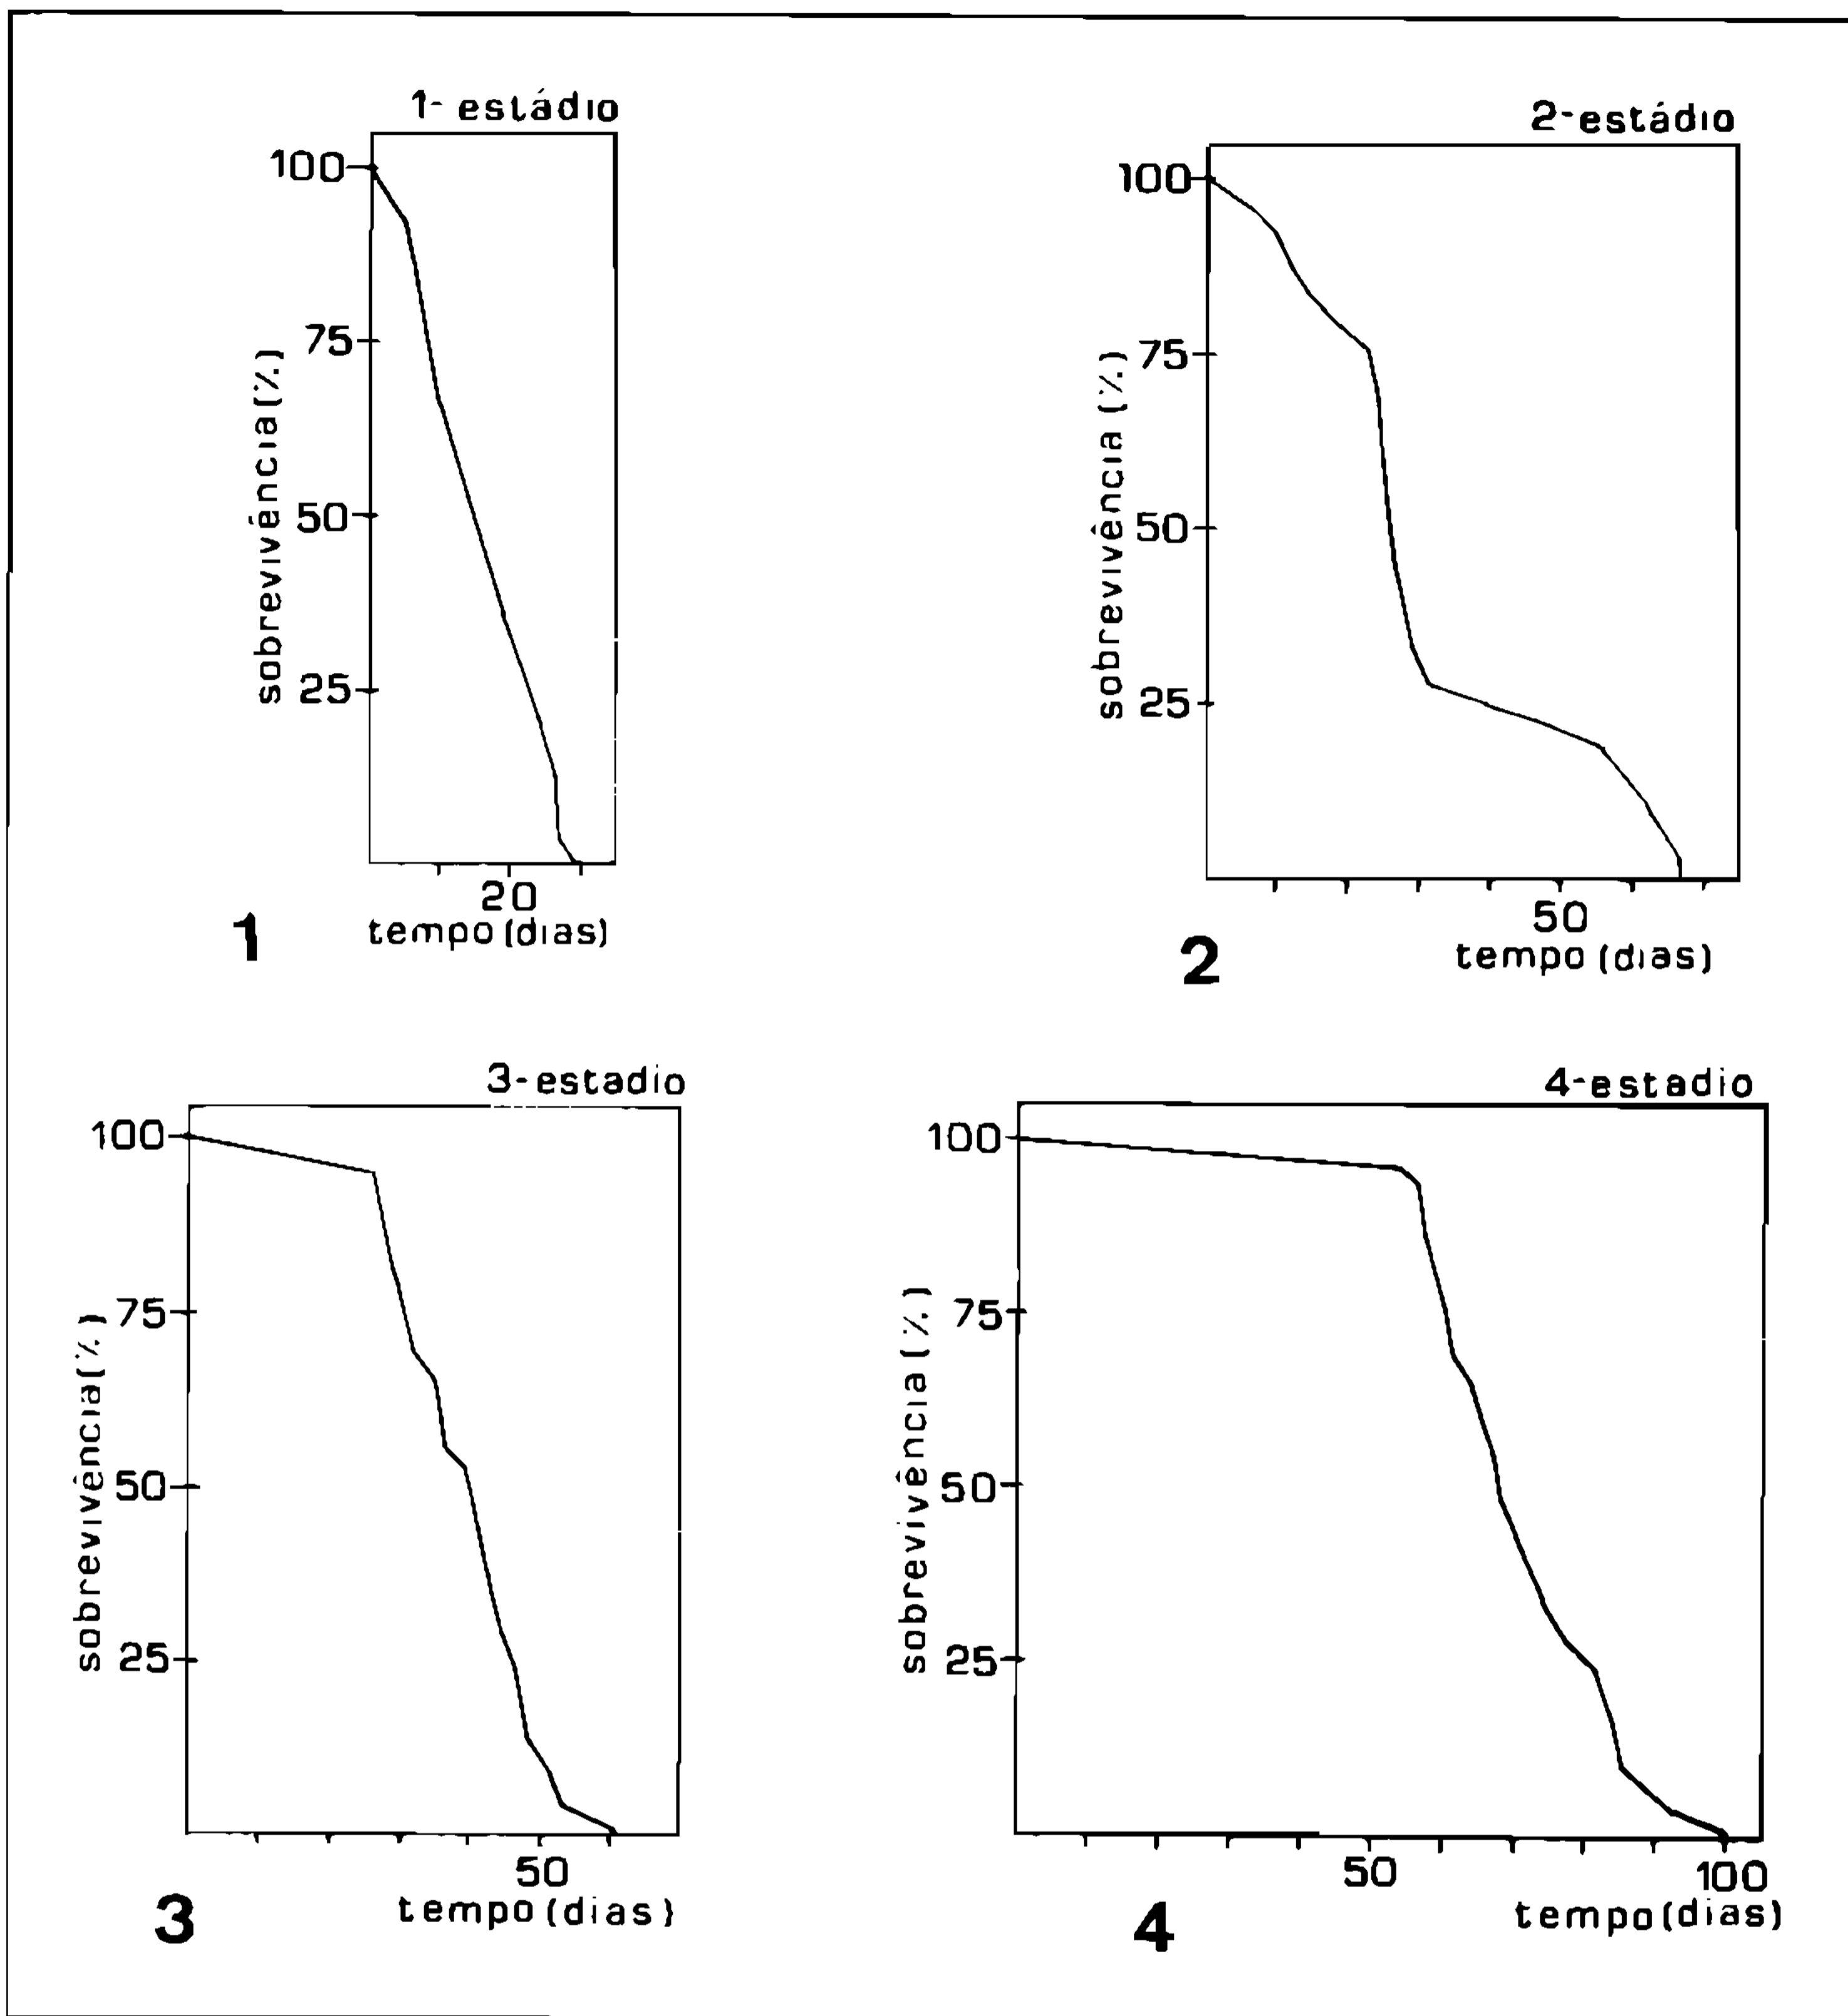 1- estádio
100
75
50
25
sobrevivência(%)
20
tempo(dias)
1
2-estádio
100
75
50
25
sobrevivência (%)
50
tempo (dias)
2
3-estadio
100
75
50
25
sobrevivência(%)
50
tempo (dias)
3
4-estadio
100
75
50
25
sobrevivência(%)
50
100
tempo(dias)
4